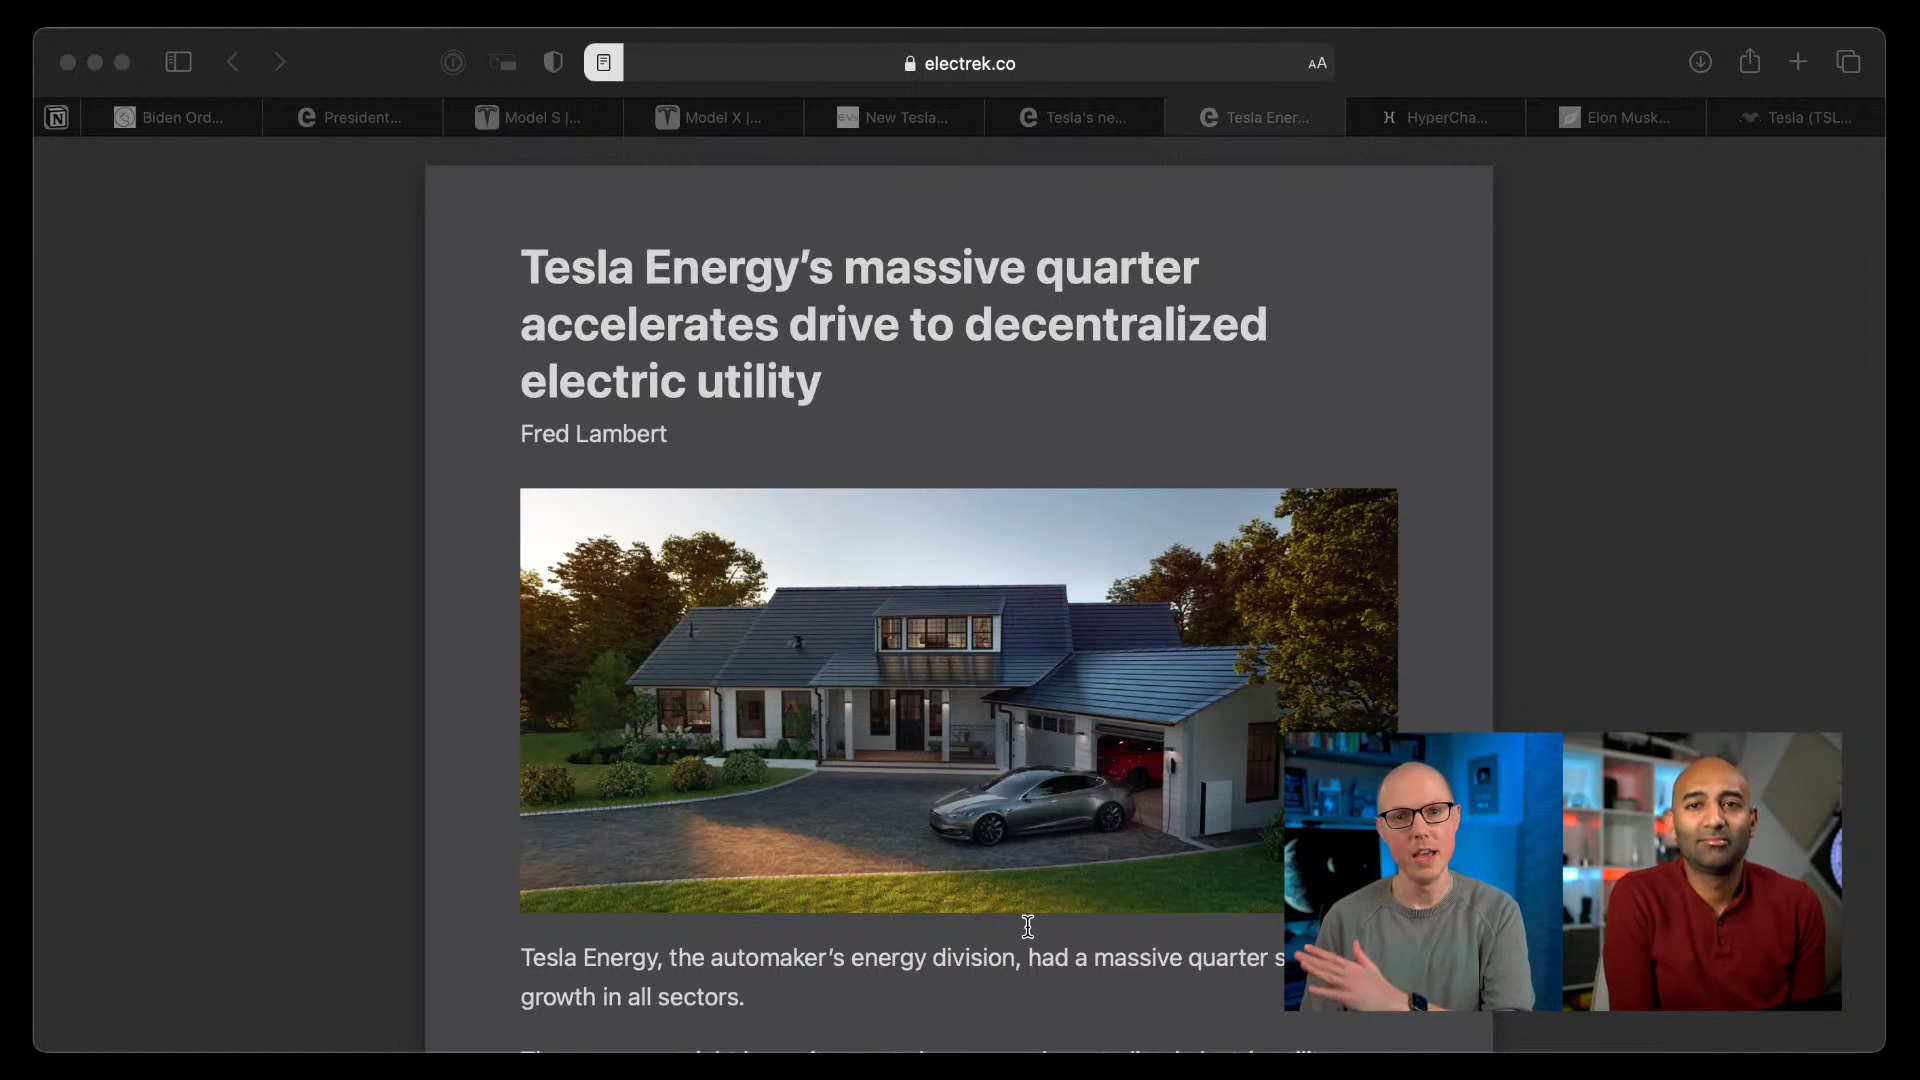 electrek.co
AA
Biden Ord...
President...
Model S |...
Model X |...
New Tesla...
Tesla's ne...
Tesla Ener...
HyperCha...
Elon Musk...
Tesla (TSL...
Tesla Energy’s massive quarter
accelerates drive to decentralized
electric utility
Fred Lambert
Tesla Energy, the automaker’s energy division, had a massive quarter
growth in all sectors.